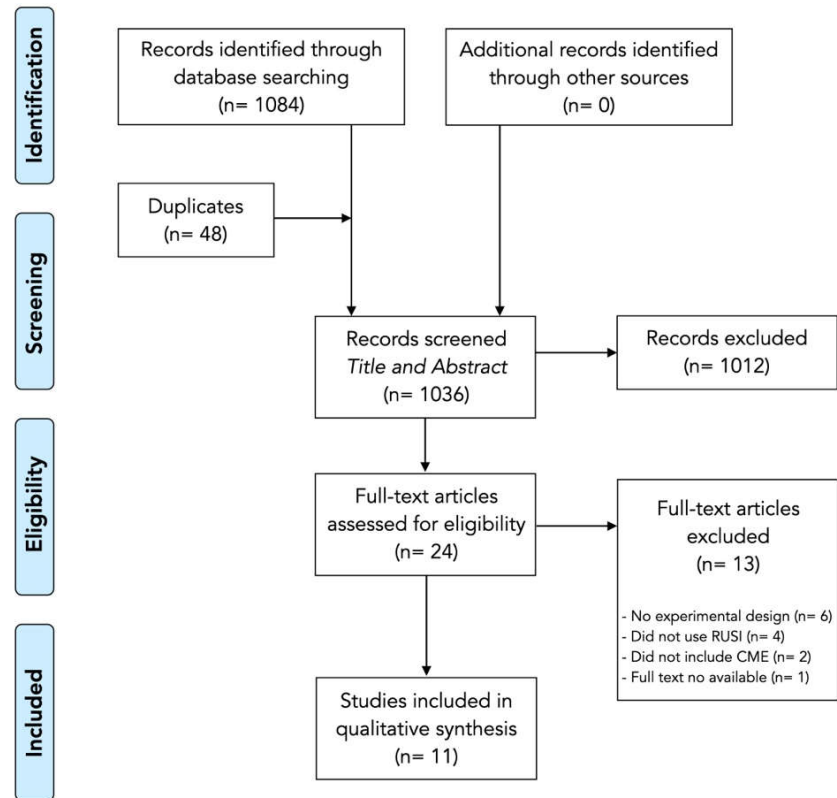 Identification
Records identified through
database searching
(n= 1084)
Additional records identified
through other sources
(n= 0)
Duplicates
(n= 48)
Screening
Records screened
Title and Abstract
(n= 1036)
Records excluded
(n= 1012)
Eligibility
Full-text articles
assessed for eligibility
(n= 24)
Full-text articles
excluded
(n= 13)
- No experimental design (n= 6)
- Did not use RUSI (n= 4)
- Did not include CME (n= 2)
- Full text no available (n= 1)
Included
Studies included in
qualitative synthesis
(n= 11)